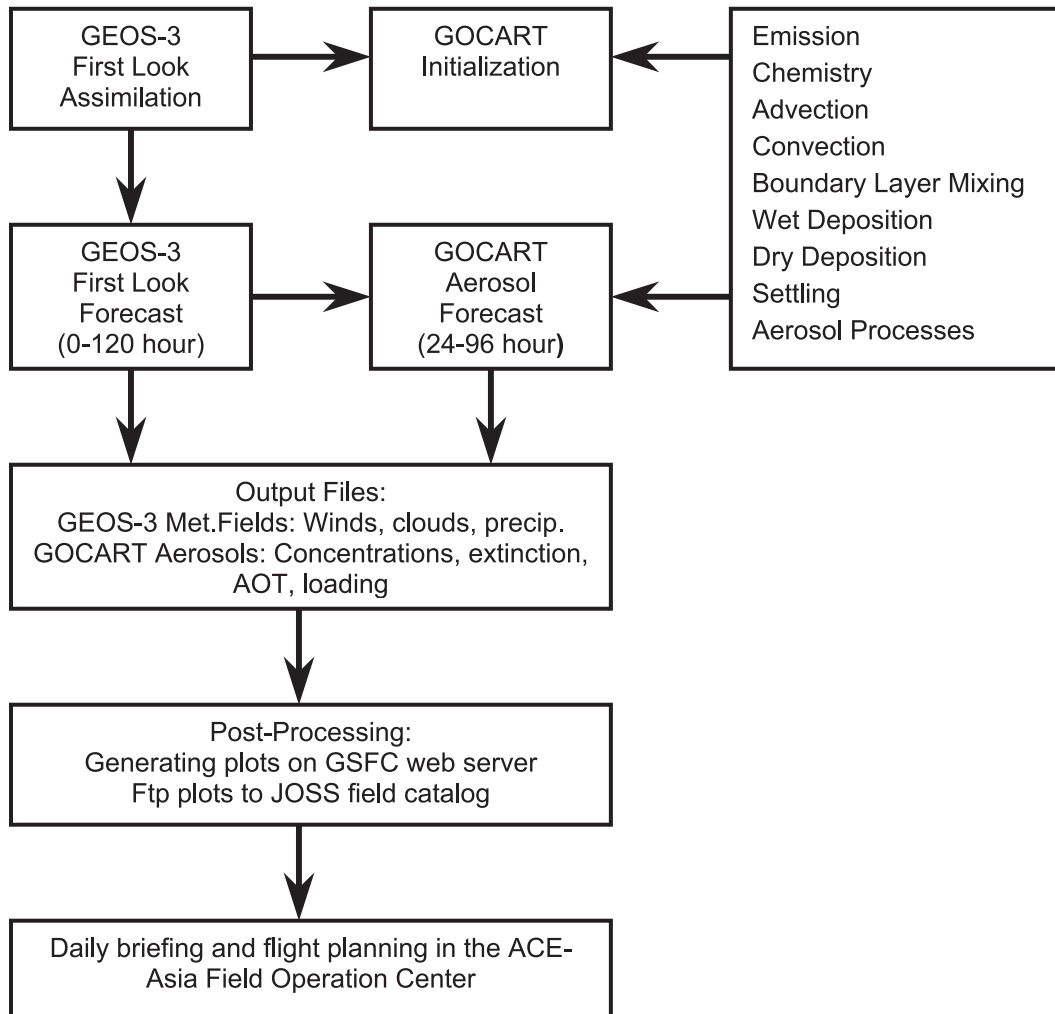 GEOS-3
First Look
Assimilation
GOCART
Initialization
Emission
Chemistry
Advection
Convection
Boundary Layer Mixing
Wet Deposition
Dry Deposition
Settling
Aerosol Processes
GEOS-3
First Look
Forecast
(0-120 hour)
GOCART
Aerosol
Forecast
(24-96 hour)
Output Files:
GEOS-3 Met.Fields: Winds, clouds, precip.
GOCART Aerosols: Concentrations, extinction,
AOT, loading
Post-Processing:
Generating plots on GSFC web server
Ftp plots to JOSS field catalog
Daily briefing and flight planning in the ACE-
Asia Field Operation Center